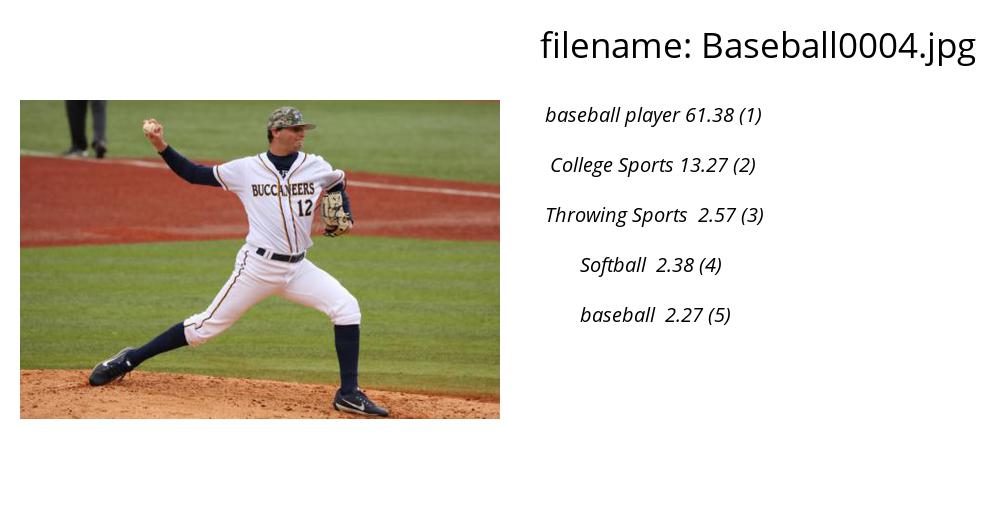 filename: Baseball0004.jpg
baseball player 61.38 (1)
College Sports 13.27 (2)
Throwing Sports 2.57 (3)
Softball 2.38 (4)
baseball 2.27 (5)
BUCCANEERS
12